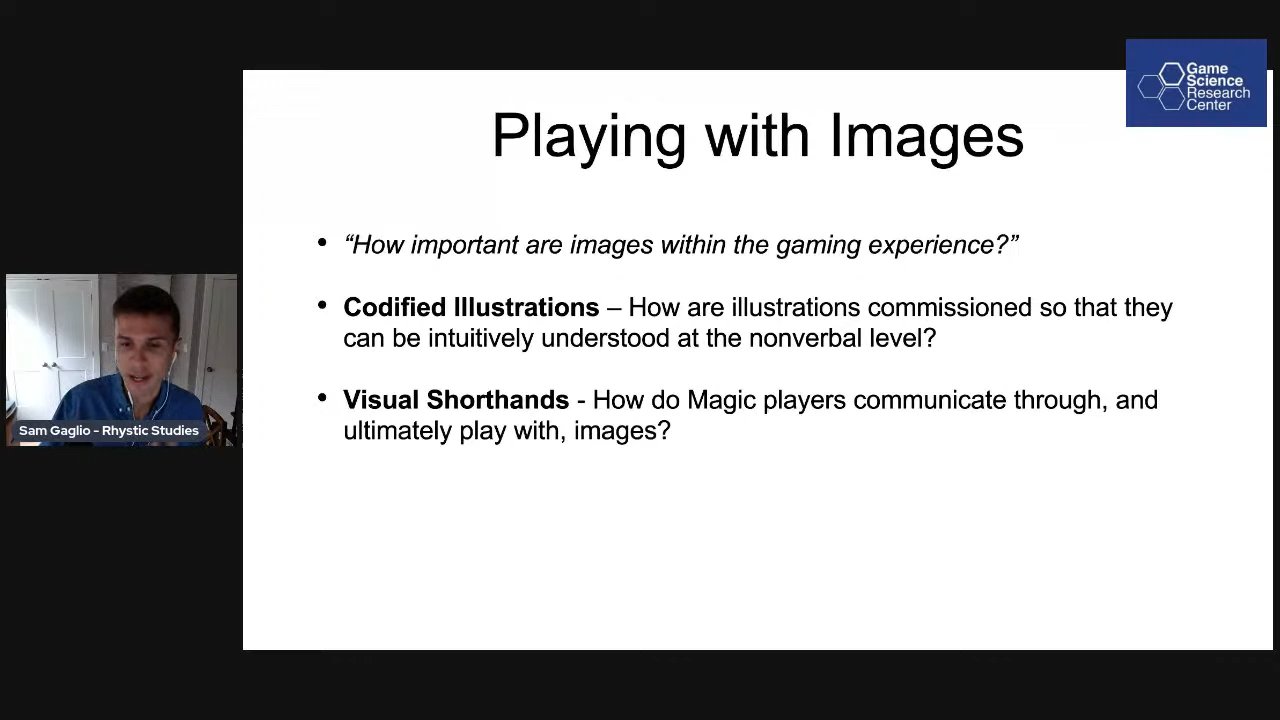 Game
Science
Research
Center
Playing with Images
• “How important are images within the gaming experience?”
• Codified Illustrations – How are illustrations commissioned so that they
can be intuitively understood at the nonverbal level?
• Visual Shorthands - How do Magic players communicate through, and
ultimately play with, images?
Sam Gaglio - Rhystic Studies